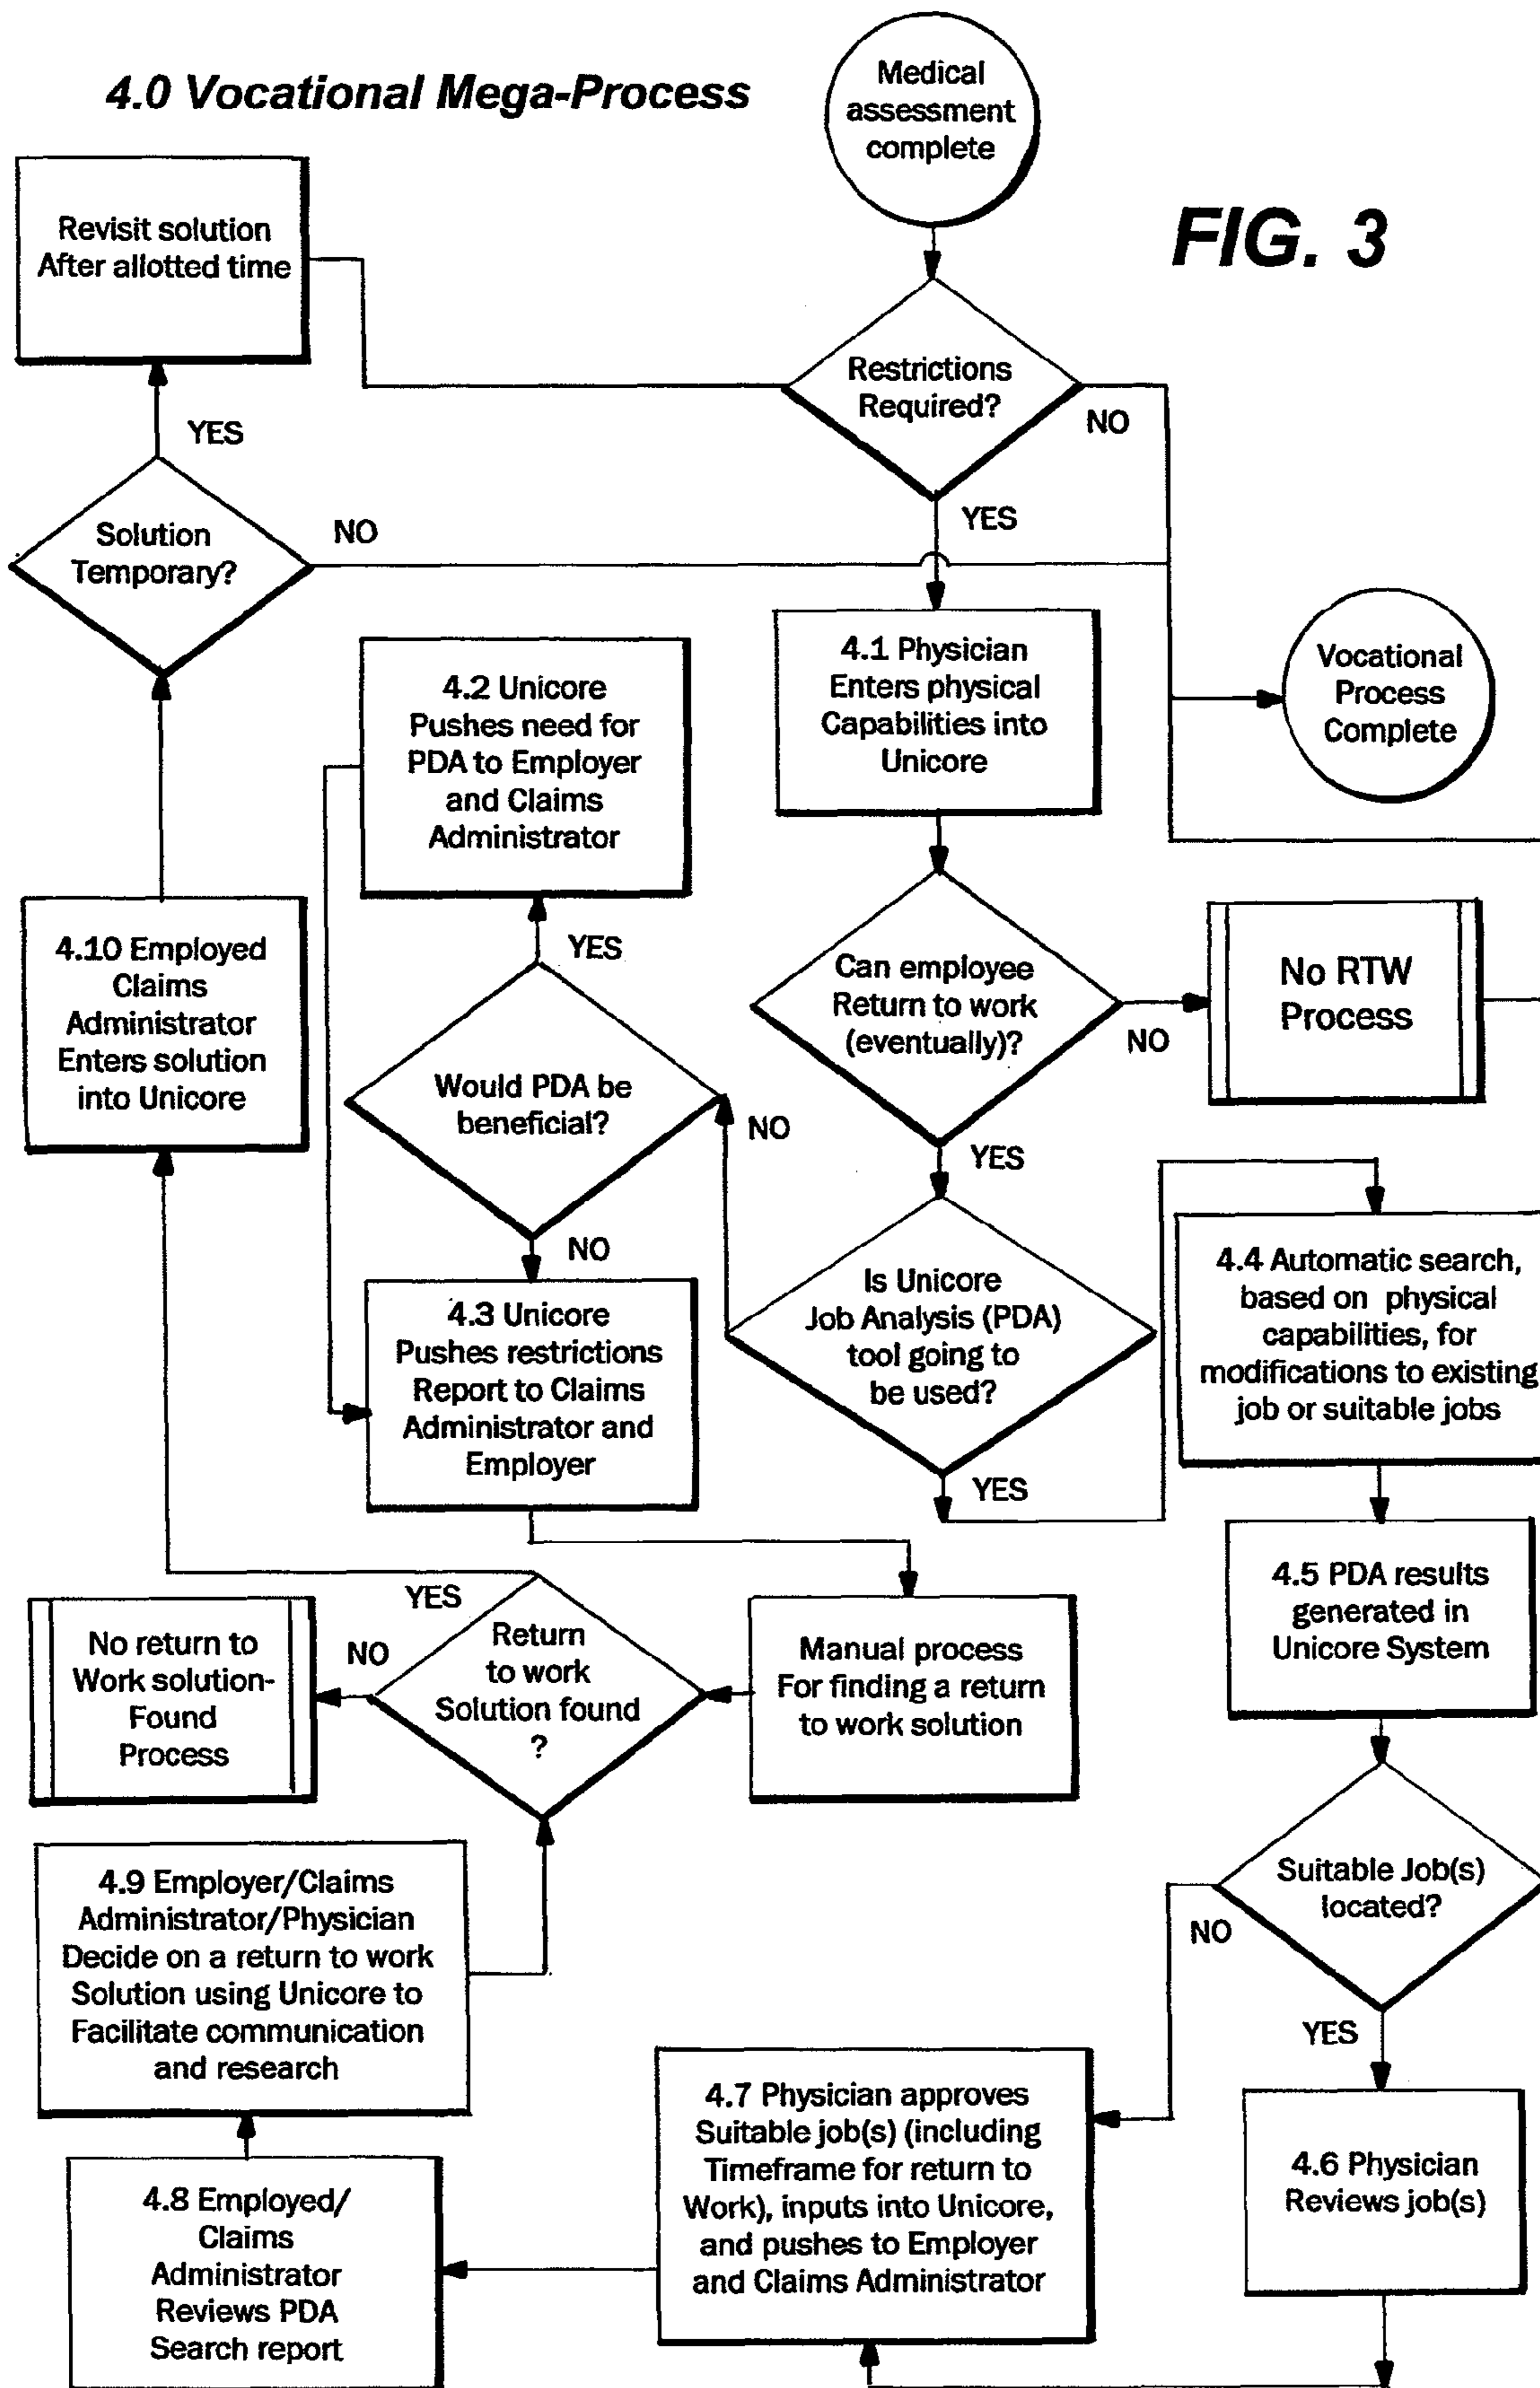 4.0 Vocational Mega-Process
Medical
assessment
complete
FIG. 3
Revisit solution
After allotted time
Restrictions
Required?
NO
YES
YES
Solution
Temporary?
NO
4.1 Physician
Enters physical
Capabilities into
Unicore
Vocational
Process
Complete
4.2 Unicore
Pushes need for
PDA to Employer
and Claims
Administrator
4.10 Employed
Claims
Administrator
Enters solution
into Unicore
YES
Can employee
Return to work
(eventually)?
NO
No RTW
Process
Would PDA be
beneficial?
NO
YES
NO
4.3 Unicore
Pushes restrictions
Report to Claims
Administrator and
Employer
Is Unicore
Job Analysis (PDA)
tool going to
be used?
YES
4.4 Automatic search,
based on physical
capabilities, for
modifications to existing
job or suitable jobs
4.5 PDA results
generated in
Unicore System
YES
NO
No return to
Work solution-
Found
Process
Return
to work
Solution found
?
Manual process
For finding a return
to work solution
Suitable Job(s)
located?
NO
YES
4.9 Employer/Claims
Administrator/Physician
Decide on a return to work
Solution using Unicore to
Facilitate communication
and research
4.7 Physician approves
Suitable job(s) (including
Timeframe for return to
Work), inputs into Unicore,
and pushes to Employer
and Claims Administrator
4.6 Physician
Reviews job(s)
4.8 Employed/
Claims
Administrator
Reviews PDA
Search report